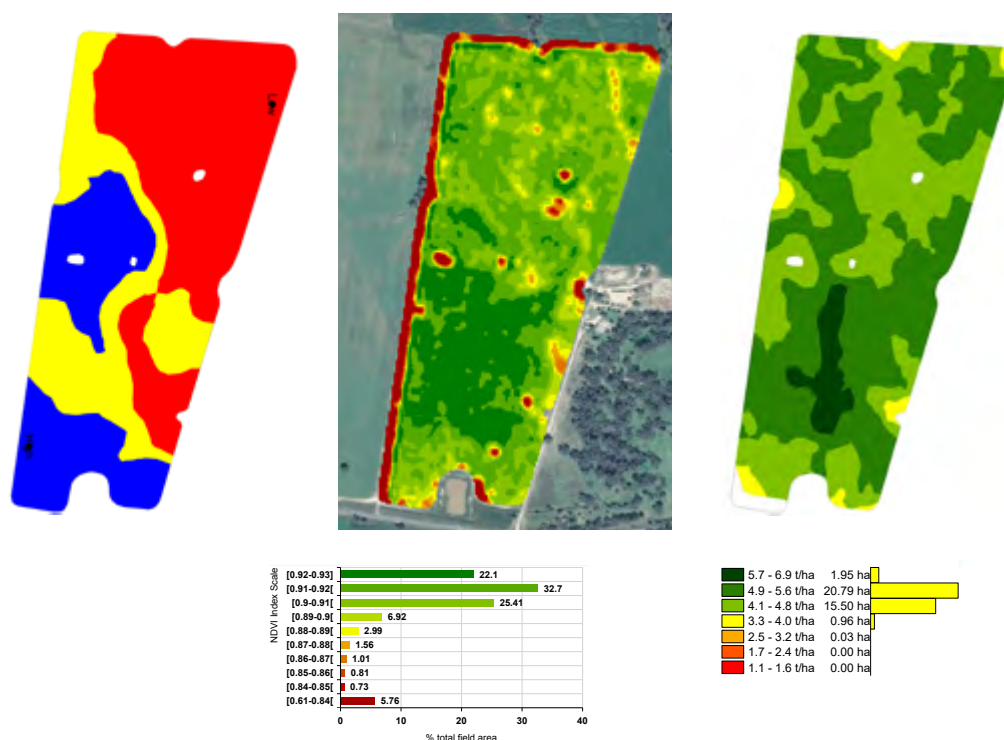 Low
High
NDVI Index Scale
[0.92-0.93] 22.1
[0.91-0.92[ 32.7
[0.9-0.91[ 25.41
[0.89-0.9[ 6.92
[0.88-0.89[ 2.99
[0.87-0.88[ 1.56
[0.86-0.87[ 1.01
[0.85-0.86[ 0.81
[0.84-0.85[ 0.73
[0.61-0.84[ 5.76
0 10 20 30 40
% total field area
5.7 - 6.9 t/ha 1.95 ha
4.9 - 5.6 t/ha 20.79 ha
4.1 - 4.8 t/ha 15.50 ha
3.3 - 4.0 t/ha 0.96 ha
2.5 - 3.2 t/ha 0.03 ha
1.7 - 2.4 t/ha 0.00 ha
1.1 - 1.6 t/ha 0.00 ha